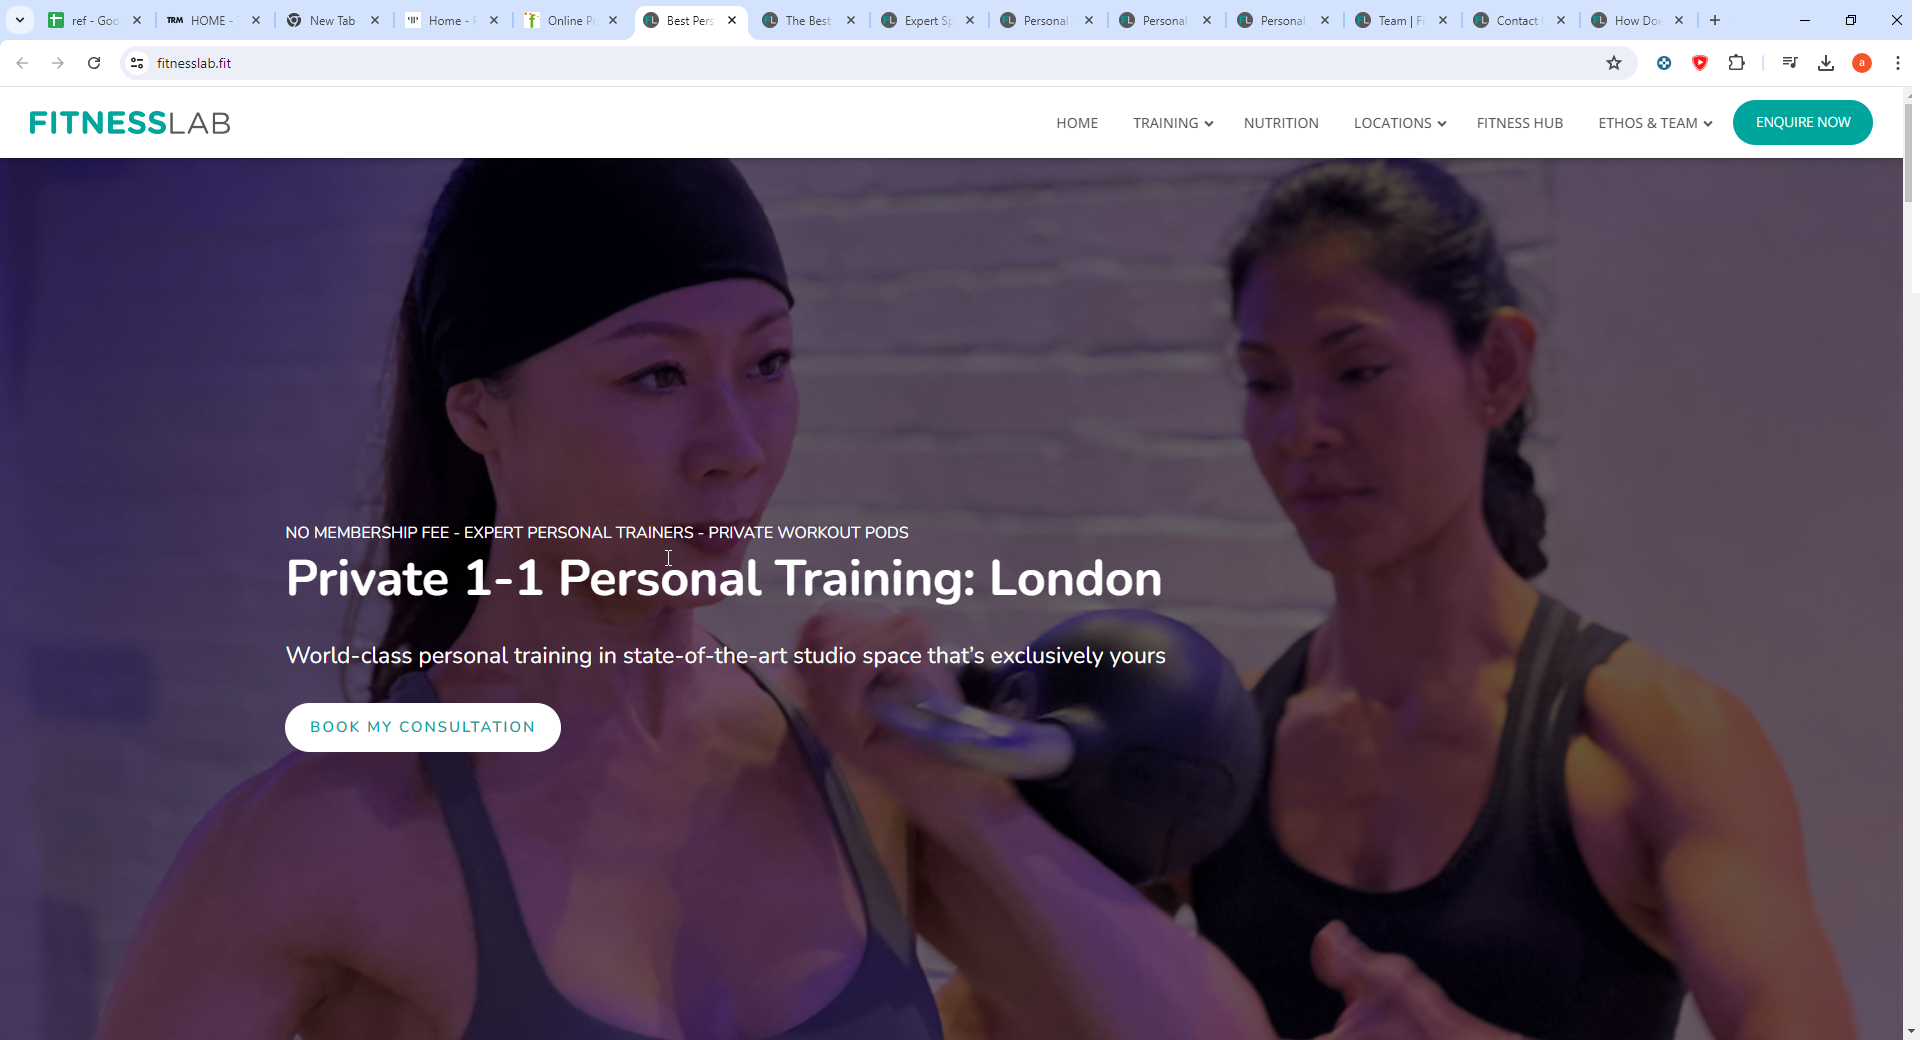 ref - Goo
TRM HOME -
New Tab
Home -
Online Pe
Best Pers
The Best
Expert Sp
Personal
Personal
Personal
Team | Fi
Contact
How Doe
fitnesslab.fit
a
FITNESSLAB
HOME
TRAINING
NUTRITION
LOCATIONS
FITNESS HUB
ETHOS & TEAM
ENQUIRE NOW
NO MEMBERSHIP FEE - EXPERT PERSONAL TRAINERS - PRIVATE WORKOUT PODS
Private 1-1 Personal Training: London
World-class personal training in state-of-the-art studio space that’s exclusively yours
BOOK MY CONSULTATION